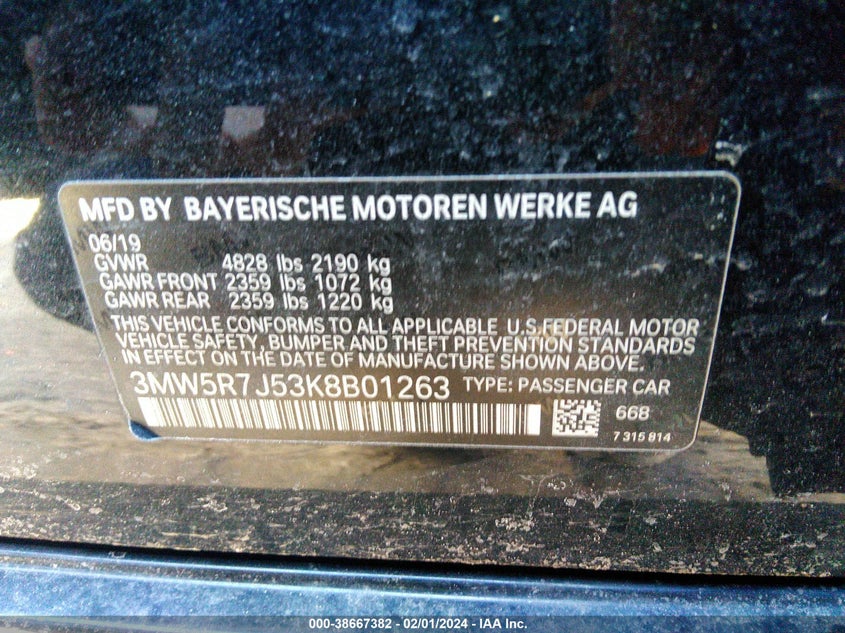 MFD BY BAYERISCHE MOTOREN WERKE AG
06/19
GVWR 4828 lbs 2190 kg
GAWR FRONT 2359 lbs 1072 kg
GAWR REAR 2359 lbs 1220 kg
THIS VEHICLE CONFORMS TO ALL APPLICABLE U.S.FEDERAL MOTOR
VEHICLE SAFETY, BUMPER AND THEFT PREVENTION STANDARDS
IN EFFECT ON THE DATE OF MANUFACTURE SHOWN ABOVE.
3MW5R7J53K8B01263 TYPE: PASSENGER CAR
668
7 315 814
000-38667382 - 02/01/2024 - IAA Inc.